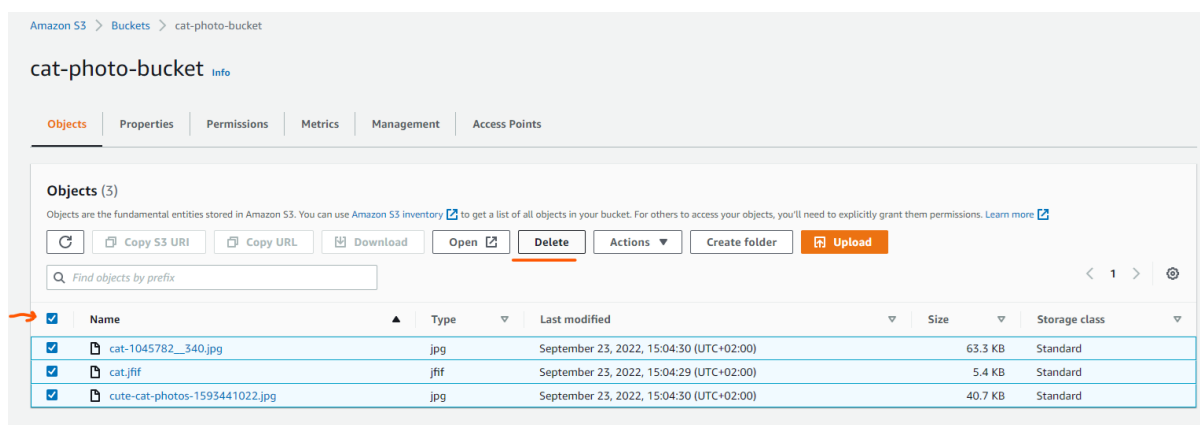 Amazon S3 > Buckets > cat-photo-bucket
cat-photo-bucket Info
Objects Properties Permissions Metrics Management Access Points
Objects (3)
Objects are the fundamental entities stored in Amazon S3. You can use Amazon S3 inventory to get a list of all objects in your bucket. For others to access your objects, you'll need to explicitly grant them permissions. Learn more
Copy S3 URI Copy URL Download Open Delete Actions Create folder Upload
Find objects by prefix < 1 >
Name Type Last modified Size Storage class
cat-1045782__340.jpg jpg September 23, 2022, 15:04:30 (UTC+02:00) 63.3 KB Standard
cat.jfif jfif September 23, 2022, 15:04:29 (UTC+02:00) 5.4 KB Standard
cute-cat-photos-1593441022.jpg jpg September 23, 2022, 15:04:30 (UTC+02:00) 40.7 KB Standard